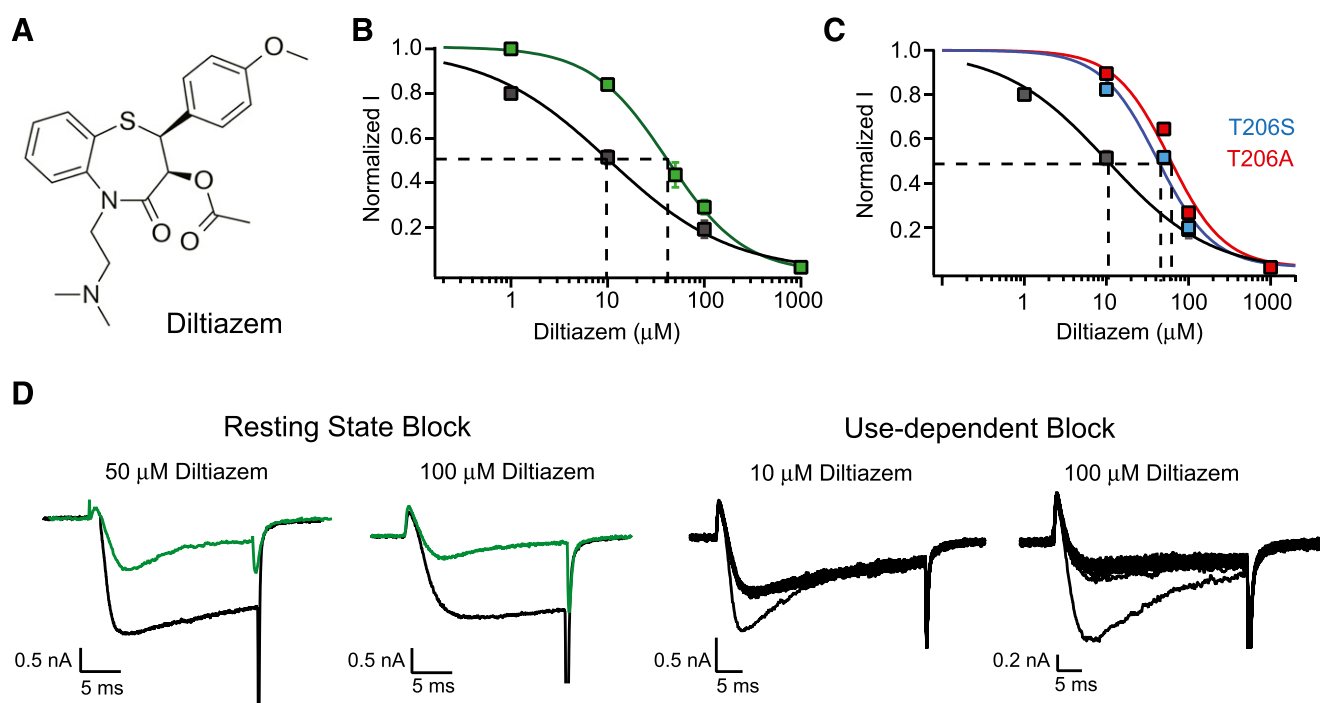 A
O
S
O
N
O
O
N
Diltiazem
B
1.0
0.8
0.6
0.4
0.2
Normalized I
1 10 100 1000
Diltiazem (μM)
C
1.0
0.8
0.6
0.4
0.2
Normalized I
T206S
T206A
1 10 100 1000
Diltiazem (μM)
D
Resting State Block
Use-dependent Block
50 μM Diltiazem
100 μM Diltiazem
10 μM Diltiazem
100 μM Diltiazem
0.5 nA
5 ms
0.5 nA
5 ms
0.5 nA
5 ms
0.2 nA
5 ms